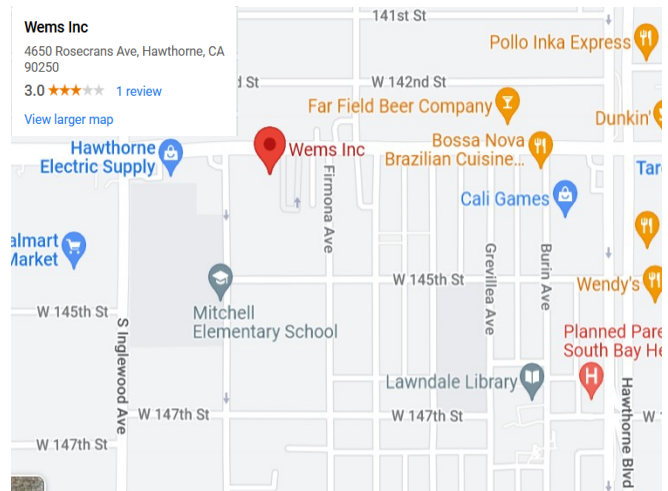 Wems Inc
4650 Rosecrans Ave, Hawthorne, CA
90250
3.0
1 review
View larger map
141st St
Pollo Inka Express
d St
W 142nd St
Far Field Beer Company
Dunkin'
Hawthorne
Electric Supply
Wems Inc
Bossa Nova
Brazilian Cuisine...
Tar
Firmona Ave
Cali Games
almart
Market
Grevillea Ave
Burin Ave
W 145th St
Wendy's
W 145th St
Mitchell
Elementary School
S Inglewood Ave
Planned Pare
South Bay He
H
Lawndale Library
Hawthorne Blvd
W 147th St
W 147th St
W
W 147th St